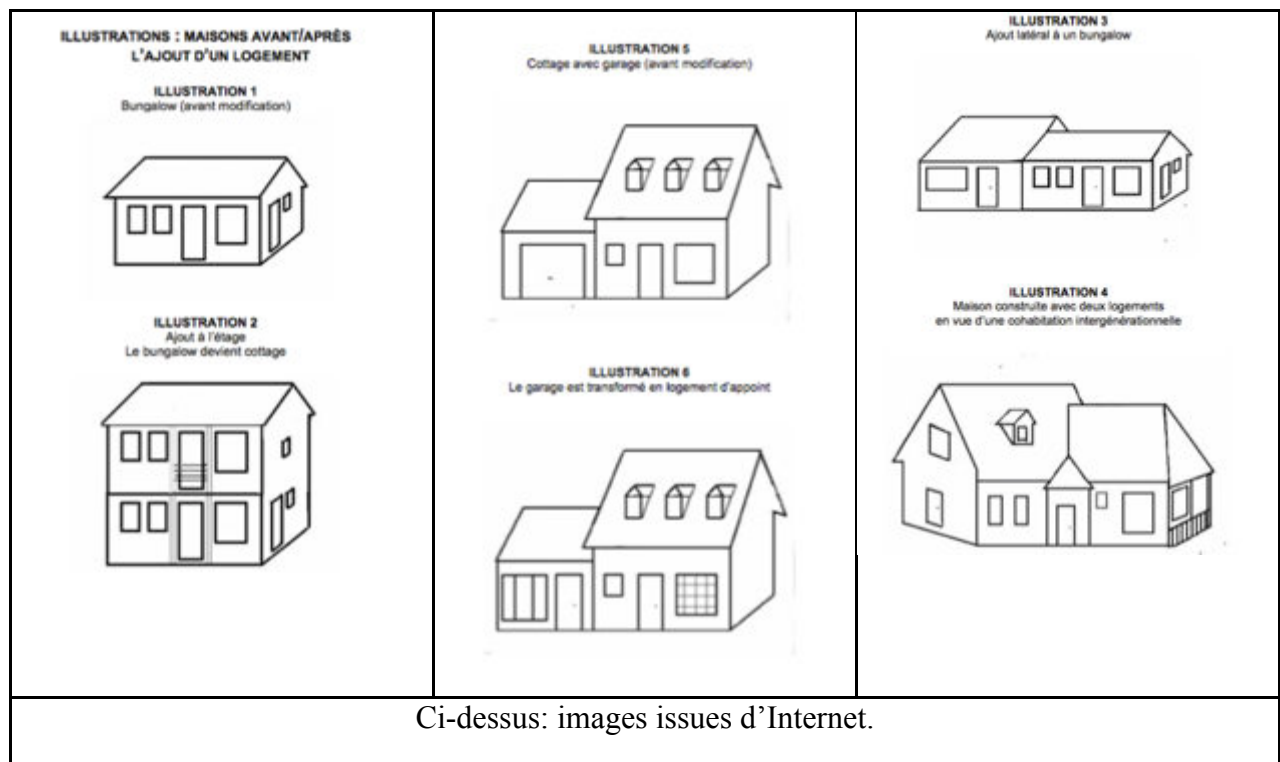 ILLUSTRATIONS : MAISONS AVANT/APRÈS
L'AJOUT D'UN LOGEMENT
ILLUSTRATION 1
Bungalow (avant modification)
ILLUSTRATION 2
Ajout à l'étage
Le bungalow devient cottage
ILLUSTRATION 5
Cottage avec garage (avant modification)
ILLUSTRATION 6
Le garage est transformé en logement d'appoint
ILLUSTRATION 3
Ajout latéral à un bungalow
ILLUSTRATION 4
Maison construite avec deux logements
en vue d'une cohabitation intergénérationnelle
Ci-dessus: images issues d’Internet.